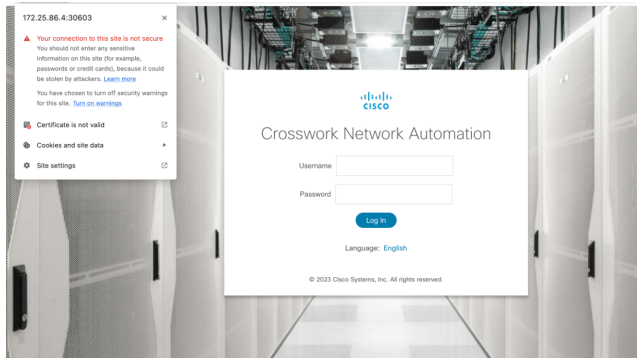 172.25.86.4:30603
Your connection to this site is not secure
You should not enter any sensitive
information on this site (for example,
passwords or credit cards), because it could
be stolen by attackers. Learn more
You have chosen to turn off security warnings
for this site. Turn on warnings
Certificate is not valid
Cookies and site data
Site settings
CISCO
Crosswork Network Automation
Username
Password
Log In
Language: English
© 2023 Cisco Systems, Inc. All rights reserved.